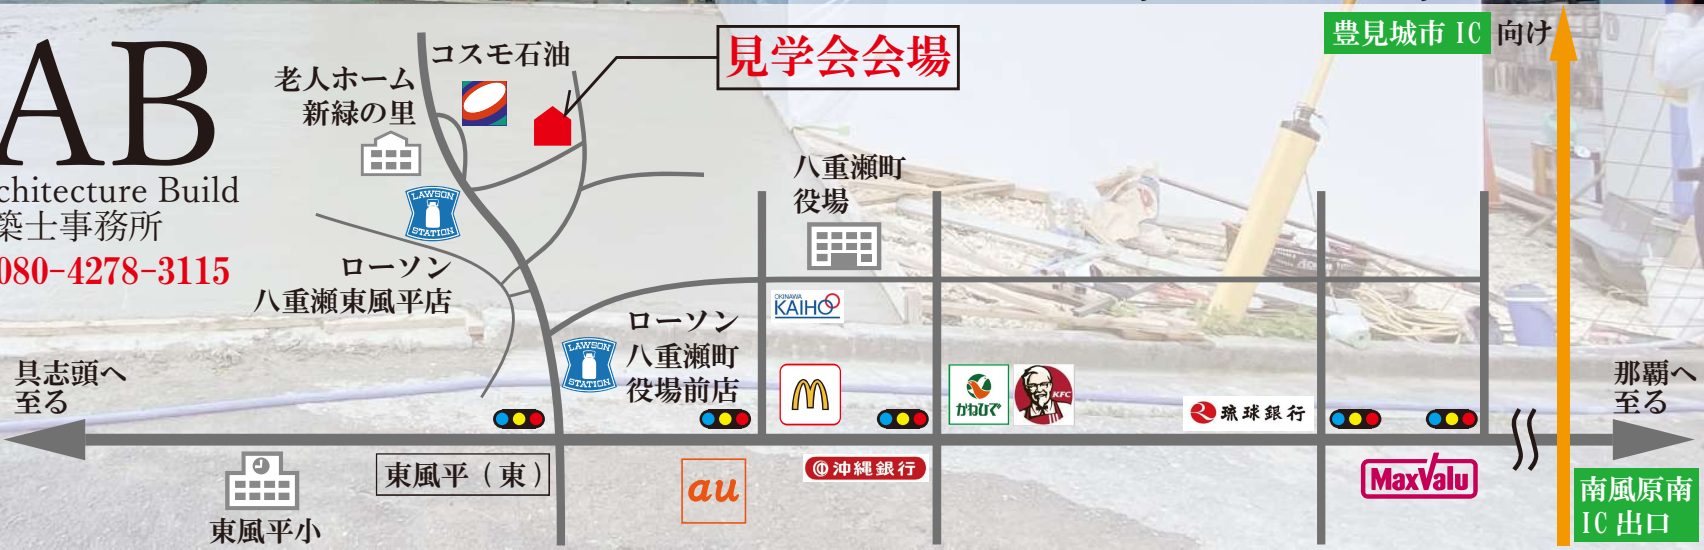 AB
chitecture Build
築士事務所
080-4278-3115
コスモ石油
老人ホーム
新緑の里
見学会会場
豊見城市 IC 向け
LAWSON
STATION
ローソン
八重瀬東風平店
八重瀬町
役場
OKINAWA
KAIHO
LAWSON
STATION
ローソン
八重瀬町
役場前店
具志頭へ
至る
かねひで
KFC
琉球銀行
那覇へ
至る
東風平(東)
au
沖縄銀行
MaxValu
南風原南
IC 出口
東風平小